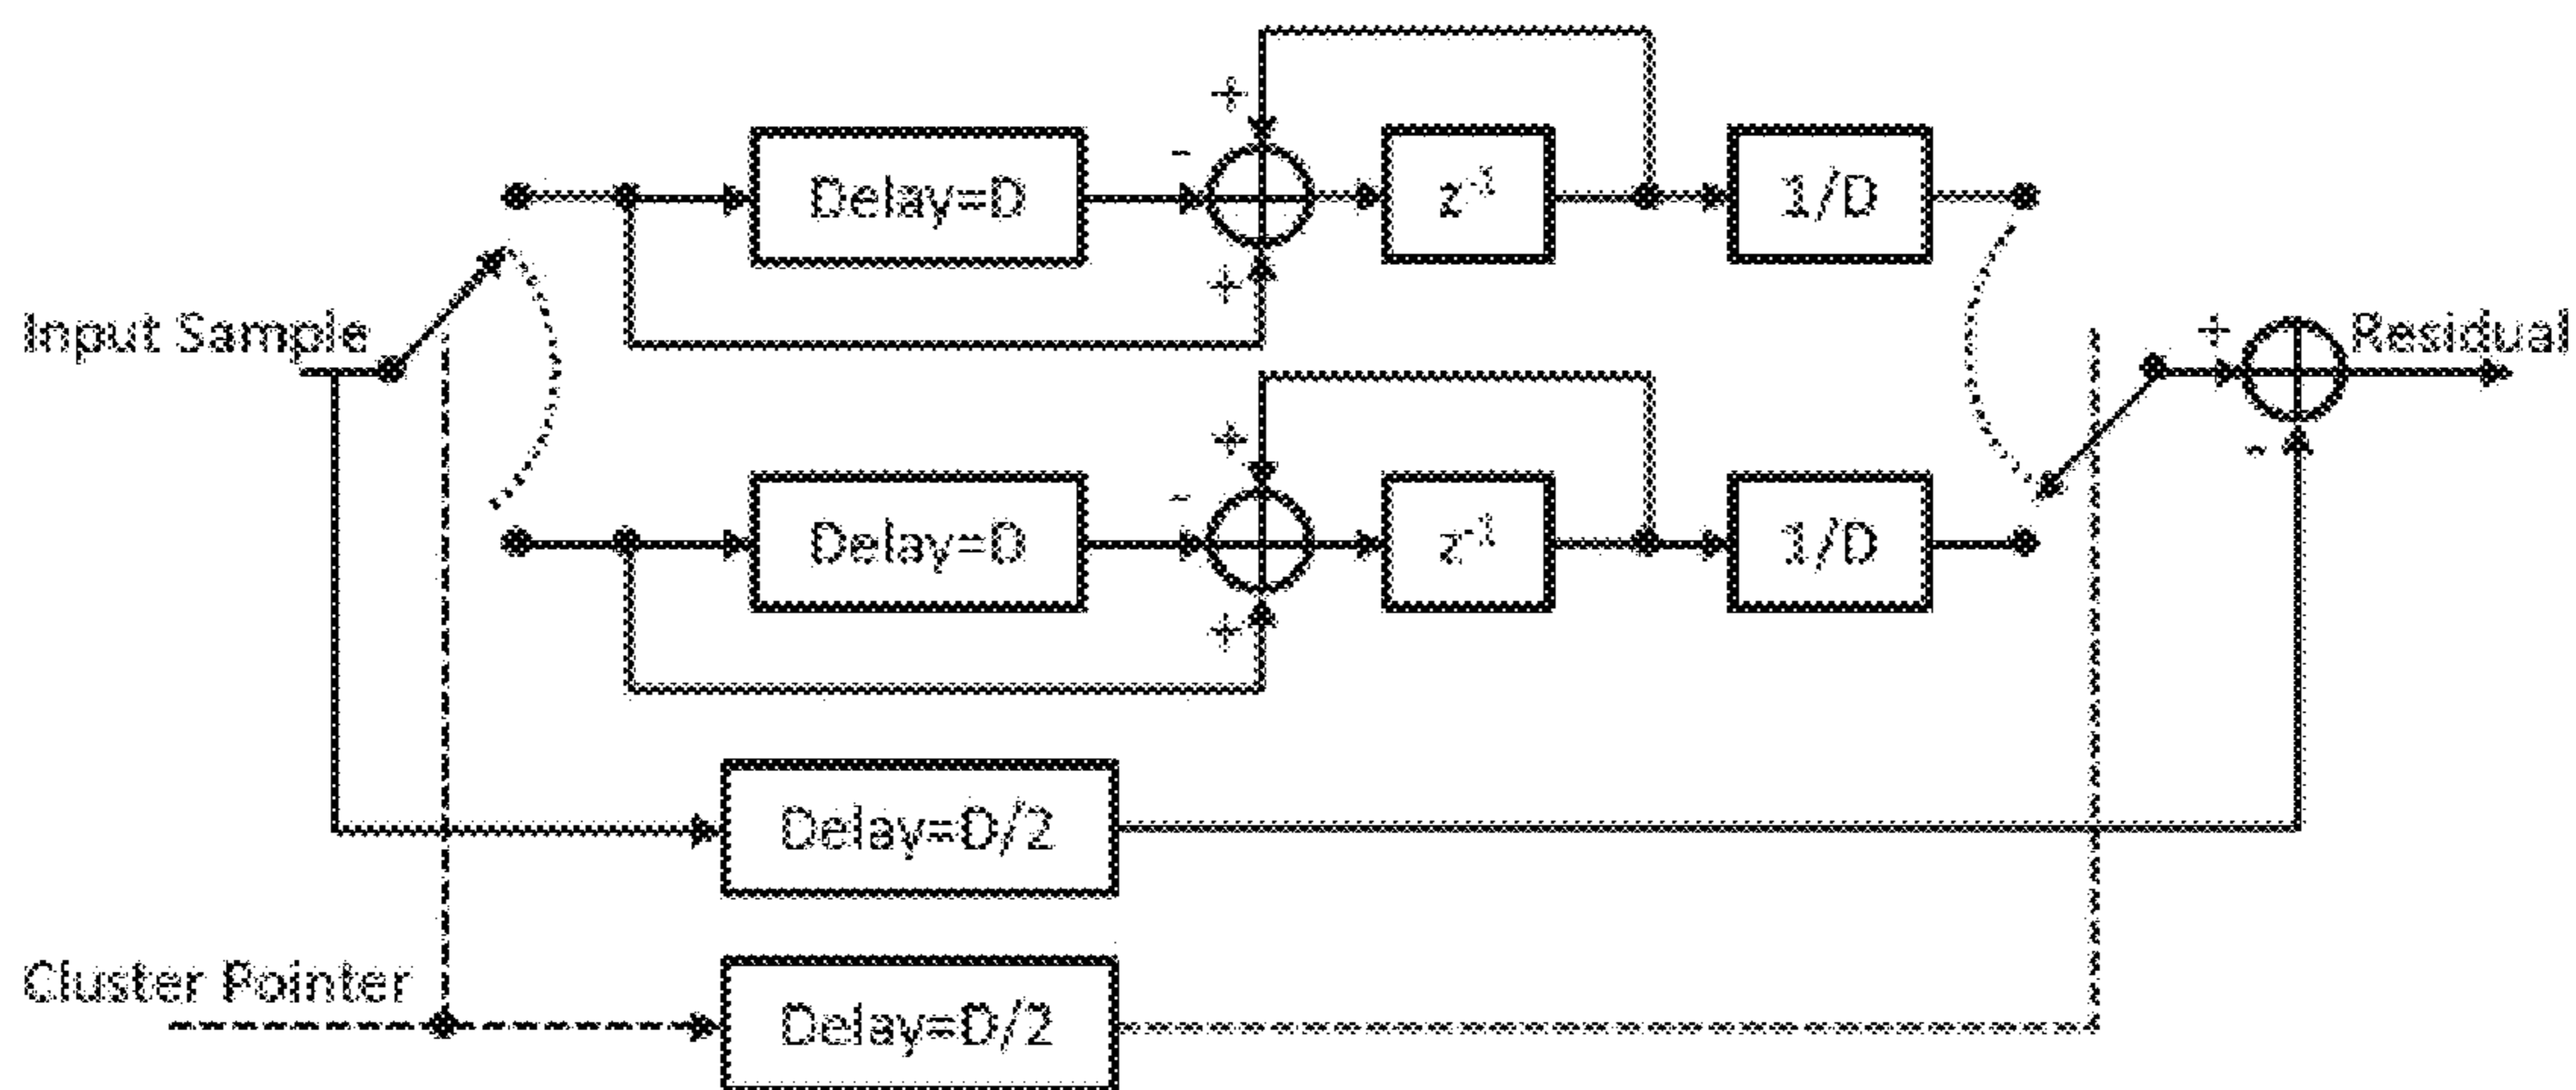 +
-
Delay=D
z⁻¹
1/D
+
Input Sample
+
Residual
+
-
-
Delay=D
z⁻¹
1/D
+
Delay=D/2
Cluster Pointer
Delay=D/2